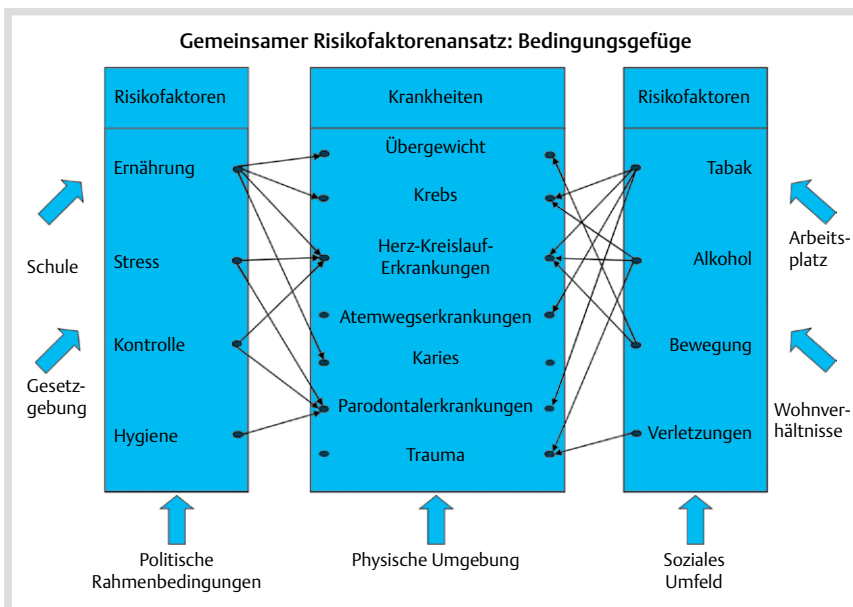 Gemeinsamer Risikofaktorenansatz: Bedingungsgefüge
Risikofaktoren
Krankheiten
Risikofaktoren
Ernährung
Stress
Kontrolle
Hygiene
Übergewicht
Krebs
Herz-Kreislauf-
Erkrankungen
Atemwegserkrankungen
Karies
Parodontalerkrankungen
Trauma
Tabak
Alkohol
Bewegung
Verletzungen
Schule
Gesetz-
gebung
Arbeits-
platz
Wohnver-
hältnisse
Politische
Rahmenbedingungen
Physische Umgebung
Soziales
Umfeld